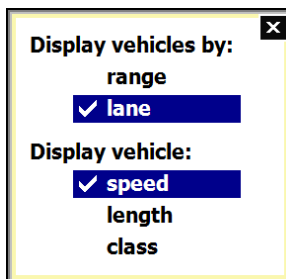 Display vehicles by:
range
lane
Display vehicle:
speed
length
class